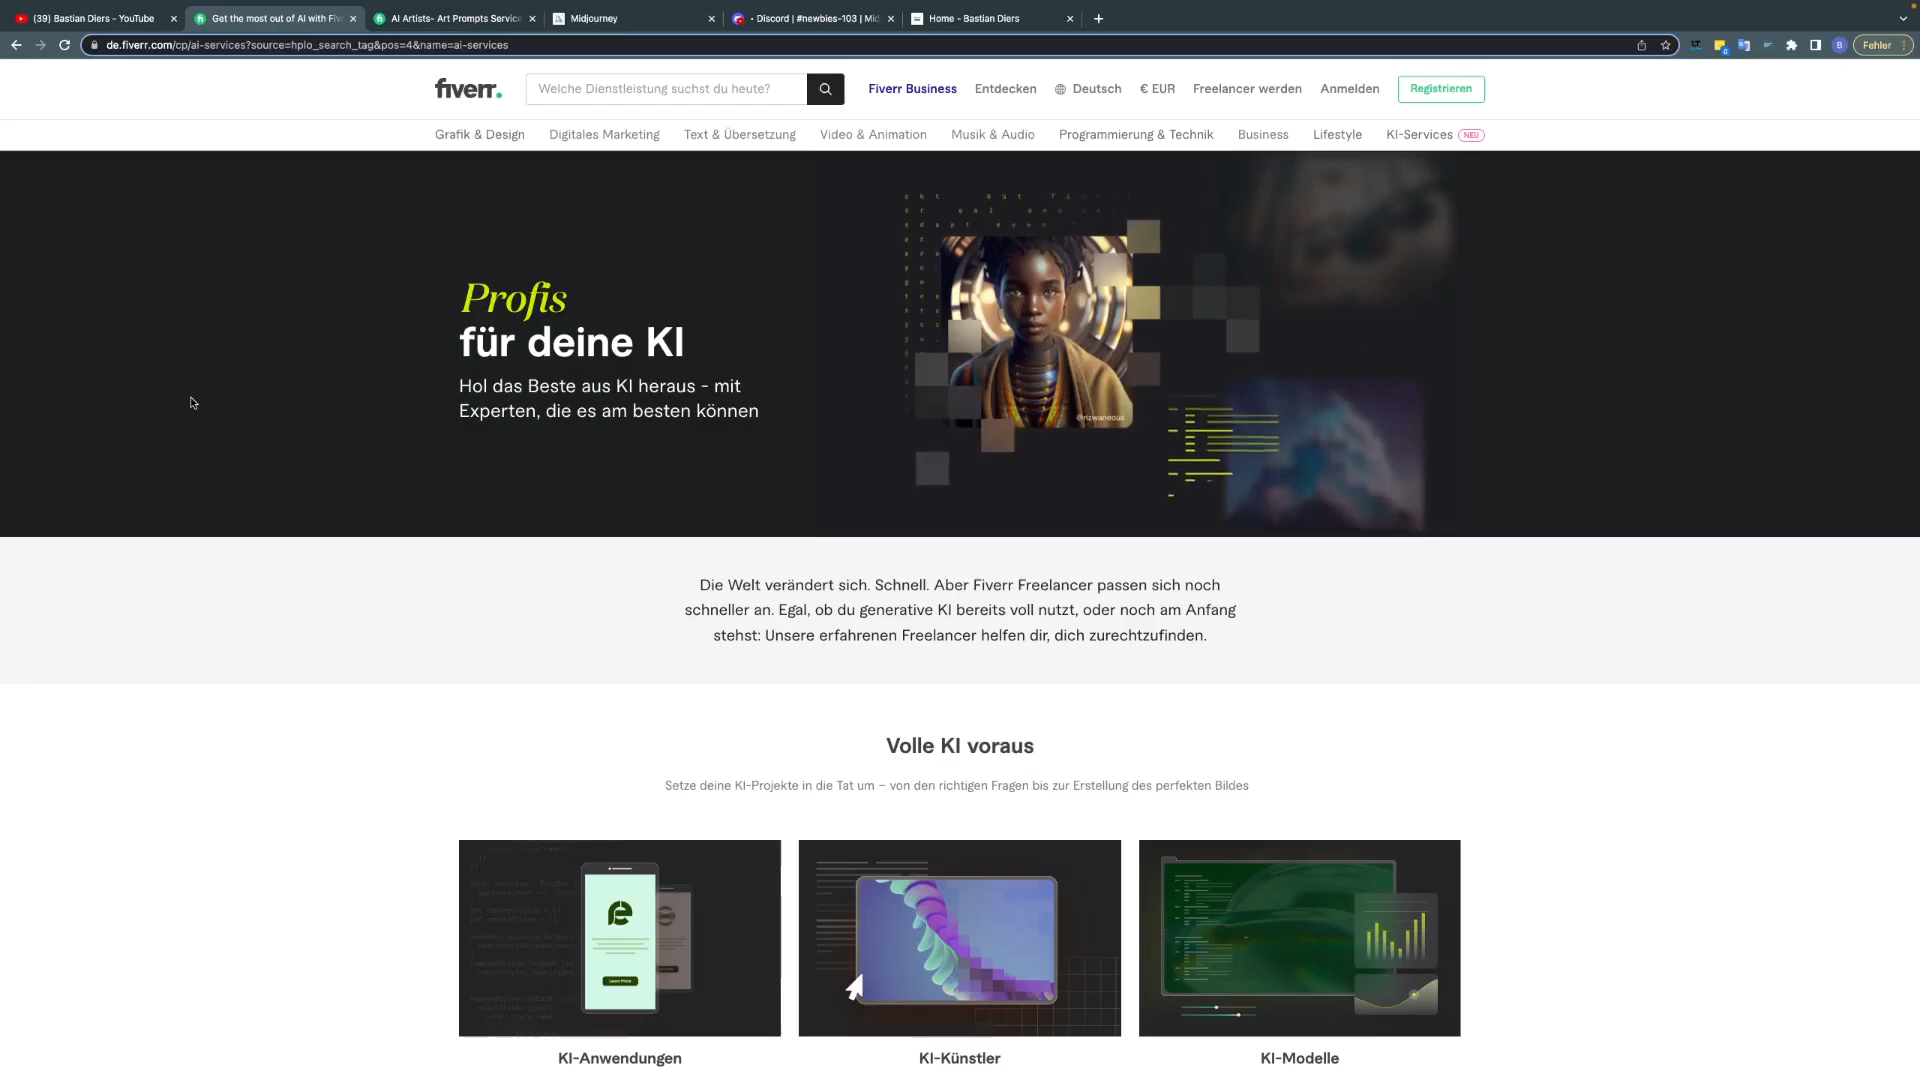 (39) Bastian Diers - YouTube
Get the most out of AI with Five
AI Artists- Art Prompts Service
Midjourney
• Discord | #newbies-103 | Mid
Home - Bastian Diers
de.fiverr.com/cp/ai-services?source=hplo_search_tag&pos=4&name=ai-services
Fehler
fiverr.
Welche Dienstleistung suchst du heute?
Fiverr Business
Entdecken
Deutsch
€ EUR
Freelancer werden
Anmelden
Registrieren
Grafik & Design
Digitales Marketing
Text & Übersetzung
Video & Animation
Musik & Audio
Programmierung & Technik
Business
Lifestyle
KI-Services NEU
Profis
für deine KI
Hol das Beste aus KI heraus - mit
Experten, die es am besten können
@rizwaneous
Die Welt verändert sich. Schnell. Aber Fiverr Freelancer passen sich noch
schneller an. Egal, ob du generative KI bereits voll nutzt, oder noch am Anfang
stehst: Unsere erfahrenen Freelancer helfen dir, dich zurechtzufinden.
Volle KI voraus
Setze deine KI-Projekte in die Tat um – von den richtigen Fragen bis zur Erstellung des perfekten Bildes
KI-Anwendungen
KI-Künstler
KI-Modelle